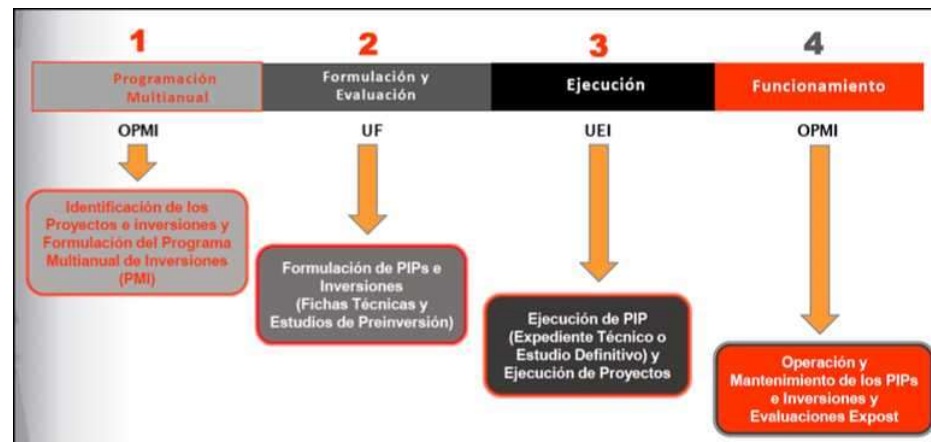 1
2
3
4
Programación
Multianual
Formulación y
Evaluación
Ejecución
Funcionamiento
OPMI
UF
UEI
OPMI
Identificación de los
Proyectos e inversiones y
Formulación del Programa
Multianual de Inversiones
(PMI)
Formulación de PIPs e
Inversiones
(Fichas Técnicas y
Estudios de Preinversión)
Ejecución de PIP
(Expediente Técnico o
Estudio Definitivo) y
Ejecución de Proyectos
Operación y
Mantenimiento de los PIPs
e Inversiones y
Evaluaciones Expost